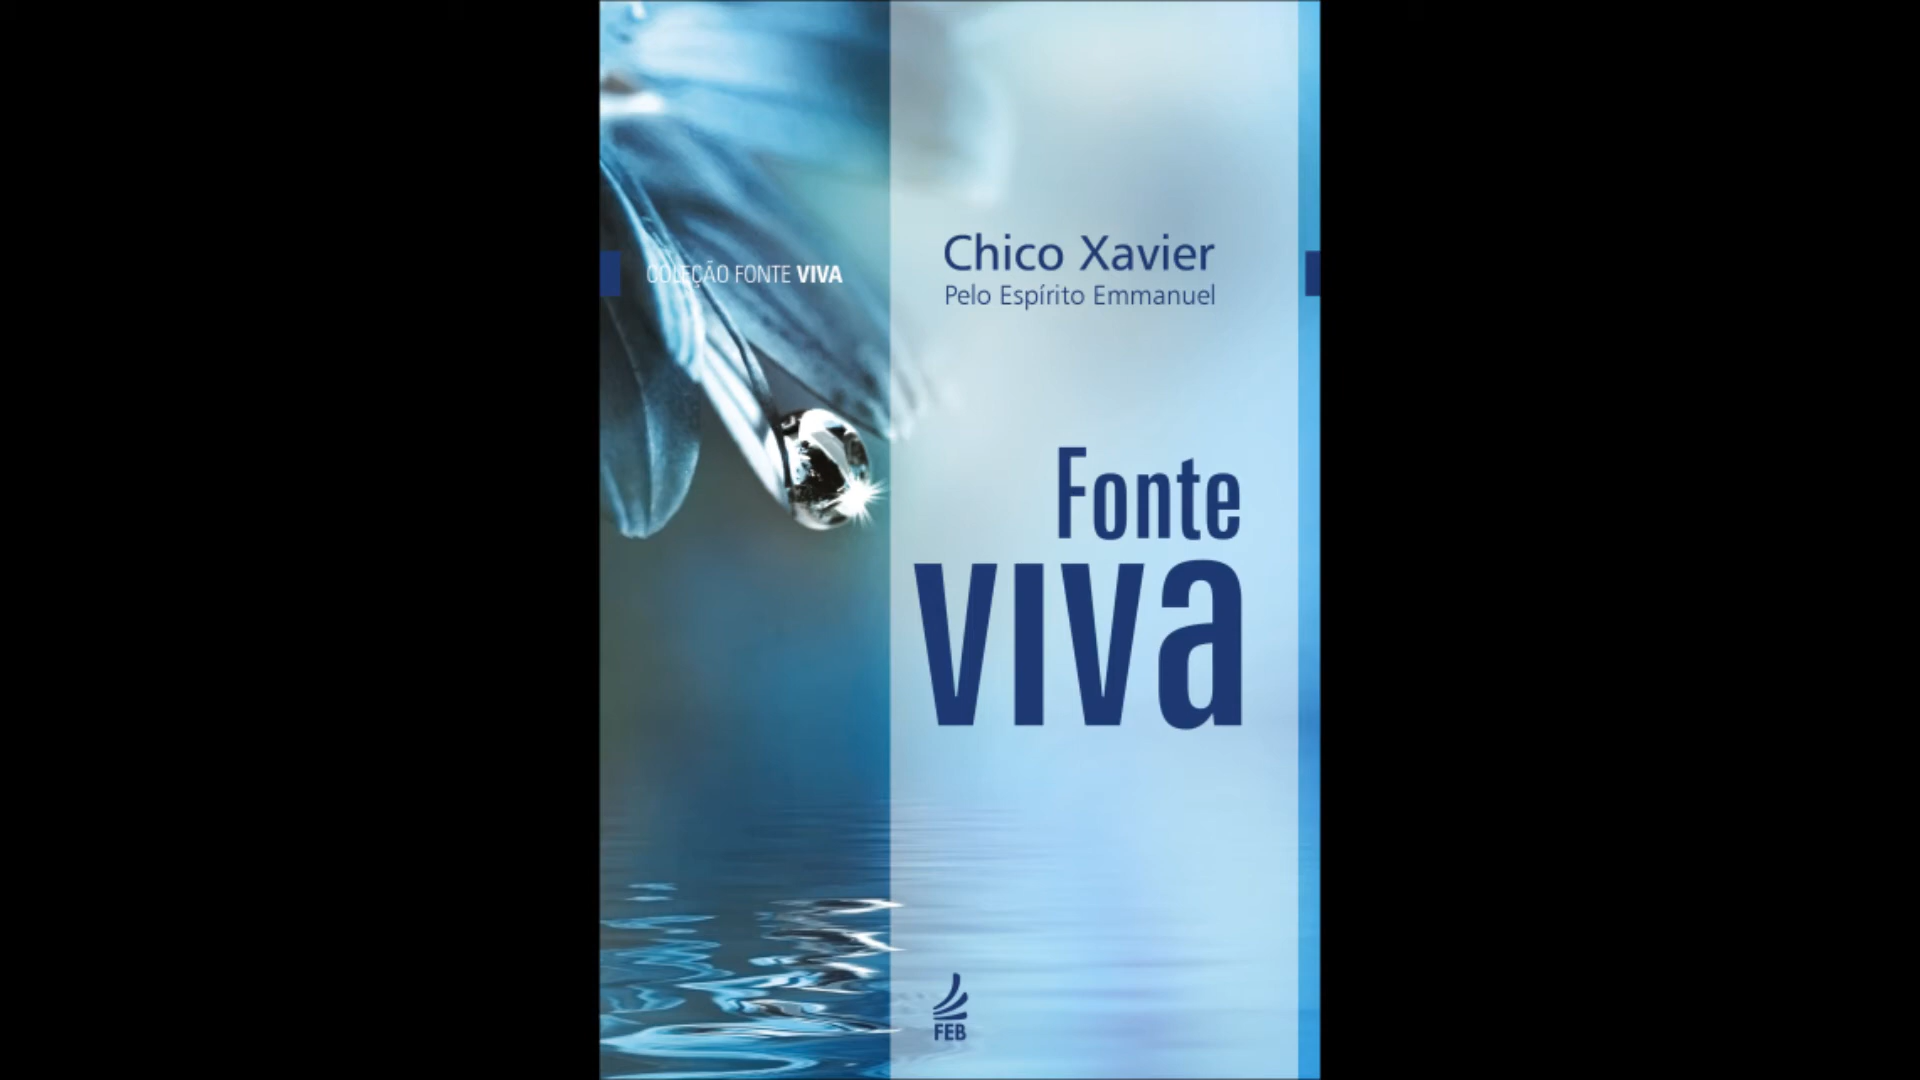 COLEÇÃO FONTE VIVA
Chico Xavier
Pelo Espírito Emmanuel
Fonte
viva
FEB